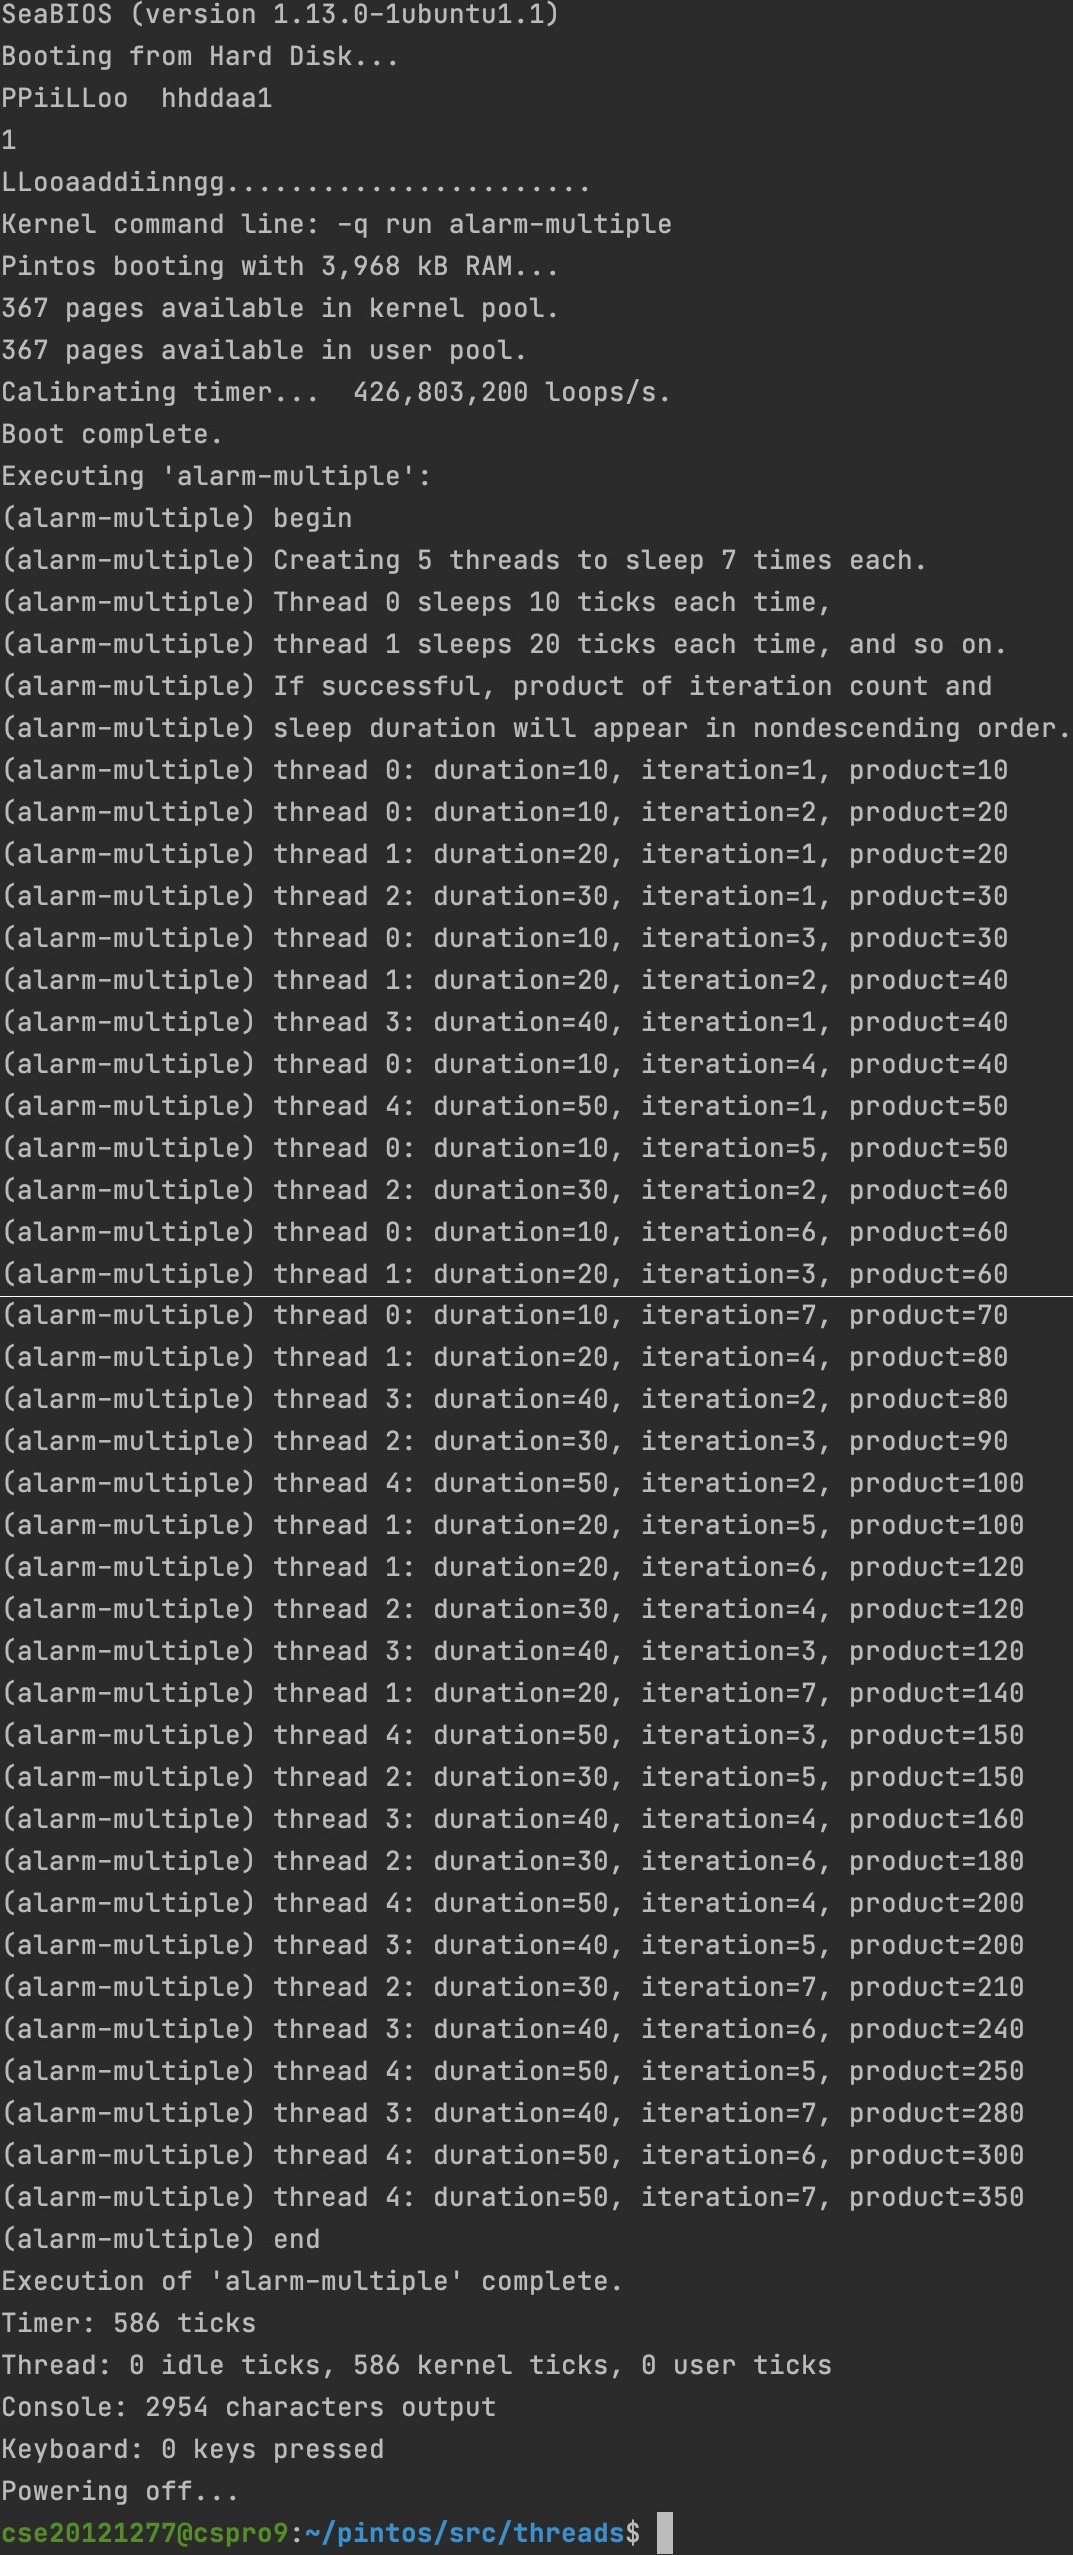 SeaBIOS (version 1.13.0-1ubuntu1.1)
Booting from Hard Disk...
PPiiLLoo  hhddaa1
1
LLooaaddiinngg.......................
Kernel command line: -q run alarm-multiple
Pintos booting with 3,968 kB RAM...
367 pages available in kernel pool.
367 pages available in user pool.
Calibrating timer...  426,803,200 loops/s.
Boot complete.
Executing 'alarm-multiple':
(alarm-multiple) begin
(alarm-multiple) Creating 5 threads to sleep 7 times each.
(alarm-multiple) Thread 0 sleeps 10 ticks each time,
(alarm-multiple) thread 1 sleeps 20 ticks each time, and so on.
(alarm-multiple) If successful, product of iteration count and
(alarm-multiple) sleep duration will appear in nondescending order.
(alarm-multiple) thread 0: duration=10, iteration=1, product=10
(alarm-multiple) thread 0: duration=10, iteration=2, product=20
(alarm-multiple) thread 1: duration=20, iteration=1, product=20
(alarm-multiple) thread 2: duration=30, iteration=1, product=30
(alarm-multiple) thread 0: duration=10, iteration=3, product=30
(alarm-multiple) thread 1: duration=20, iteration=2, product=40
(alarm-multiple) thread 3: duration=40, iteration=1, product=40
(alarm-multiple) thread 0: duration=10, iteration=4, product=40
(alarm-multiple) thread 4: duration=50, iteration=1, product=50
(alarm-multiple) thread 0: duration=10, iteration=5, product=50
(alarm-multiple) thread 2: duration=30, iteration=2, product=60
(alarm-multiple) thread 0: duration=10, iteration=6, product=60
(alarm-multiple) thread 1: duration=20, iteration=3, product=60
(alarm-multiple) thread 0: duration=10, iteration=7, product=70
(alarm-multiple) thread 1: duration=20, iteration=4, product=80
(alarm-multiple) thread 3: duration=40, iteration=2, product=80
(alarm-multiple) thread 2: duration=30, iteration=3, product=90
(alarm-multiple) thread 4: duration=50, iteration=2, product=100
(alarm-multiple) thread 1: duration=20, iteration=5, product=100
(alarm-multiple) thread 1: duration=20, iteration=6, product=120
(alarm-multiple) thread 2: duration=30, iteration=4, product=120
(alarm-multiple) thread 3: duration=40, iteration=3, product=120
(alarm-multiple) thread 1: duration=20, iteration=7, product=140
(alarm-multiple) thread 4: duration=50, iteration=3, product=150
(alarm-multiple) thread 2: duration=30, iteration=5, product=150
(alarm-multiple) thread 3: duration=40, iteration=4, product=160
(alarm-multiple) thread 2: duration=30, iteration=6, product=180
(alarm-multiple) thread 4: duration=50, iteration=4, product=200
(alarm-multiple) thread 3: duration=40, iteration=5, product=200
(alarm-multiple) thread 2: duration=30, iteration=7, product=210
(alarm-multiple) thread 3: duration=40, iteration=6, product=240
(alarm-multiple) thread 4: duration=50, iteration=5, product=250
(alarm-multiple) thread 3: duration=40, iteration=7, product=280
(alarm-multiple) thread 4: duration=50, iteration=6, product=300
(alarm-multiple) thread 4: duration=50, iteration=7, product=350
(alarm-multiple) end
Execution of 'alarm-multiple' complete.
Timer: 586 ticks
Thread: 0 idle ticks, 586 kernel ticks, 0 user ticks
Console: 2954 characters output
Keyboard: 0 keys pressed
Powering off...
cse20121277@cspro9:~/pintos/src/threads$